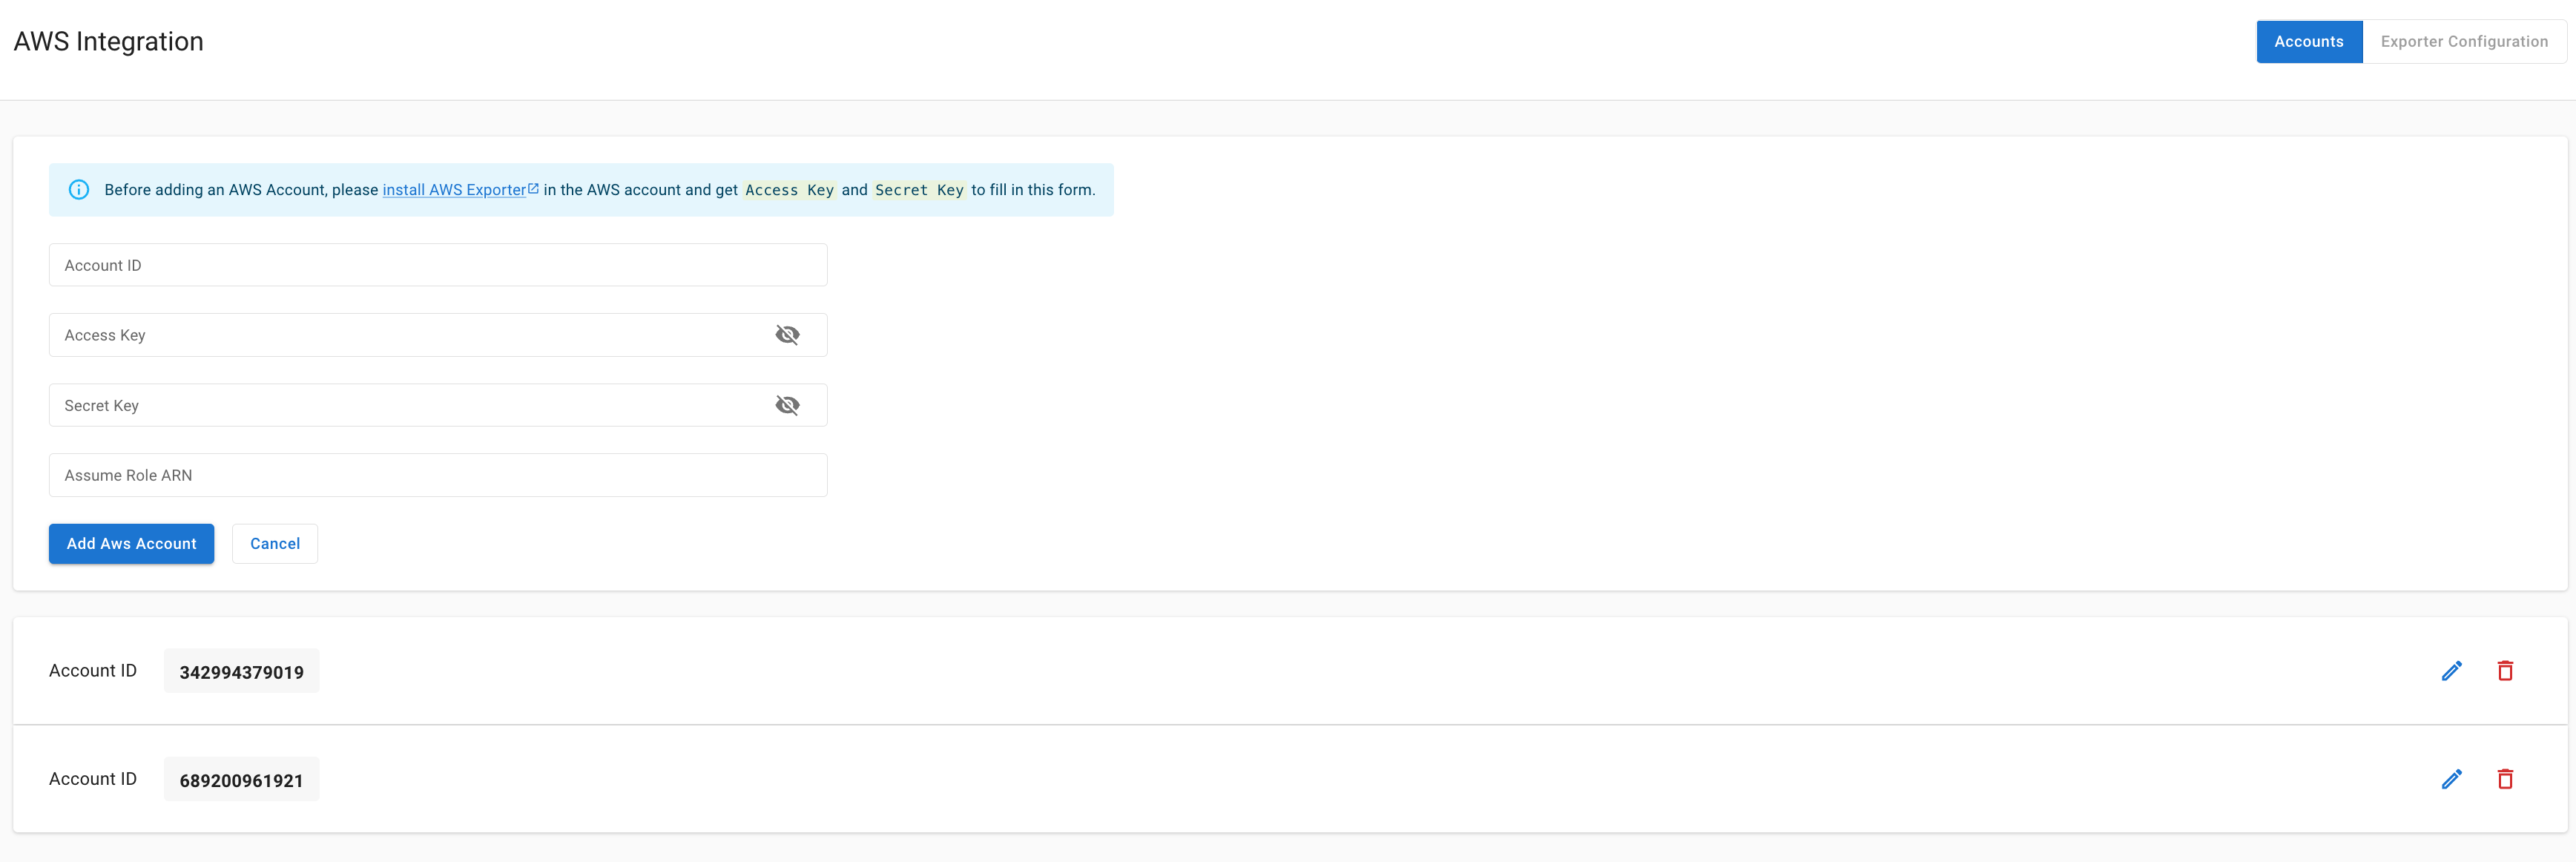 AWS Integration
Accounts
Exporter Configuration
Before adding an AWS Account, please install AWS Exporter in the AWS account and get Access Key and Secret Key to fill in this form.
Account ID
Access Key
Secret Key
Assume Role ARN
Add Aws Account
Cancel
Account ID 342994379019
Account ID 689200961921